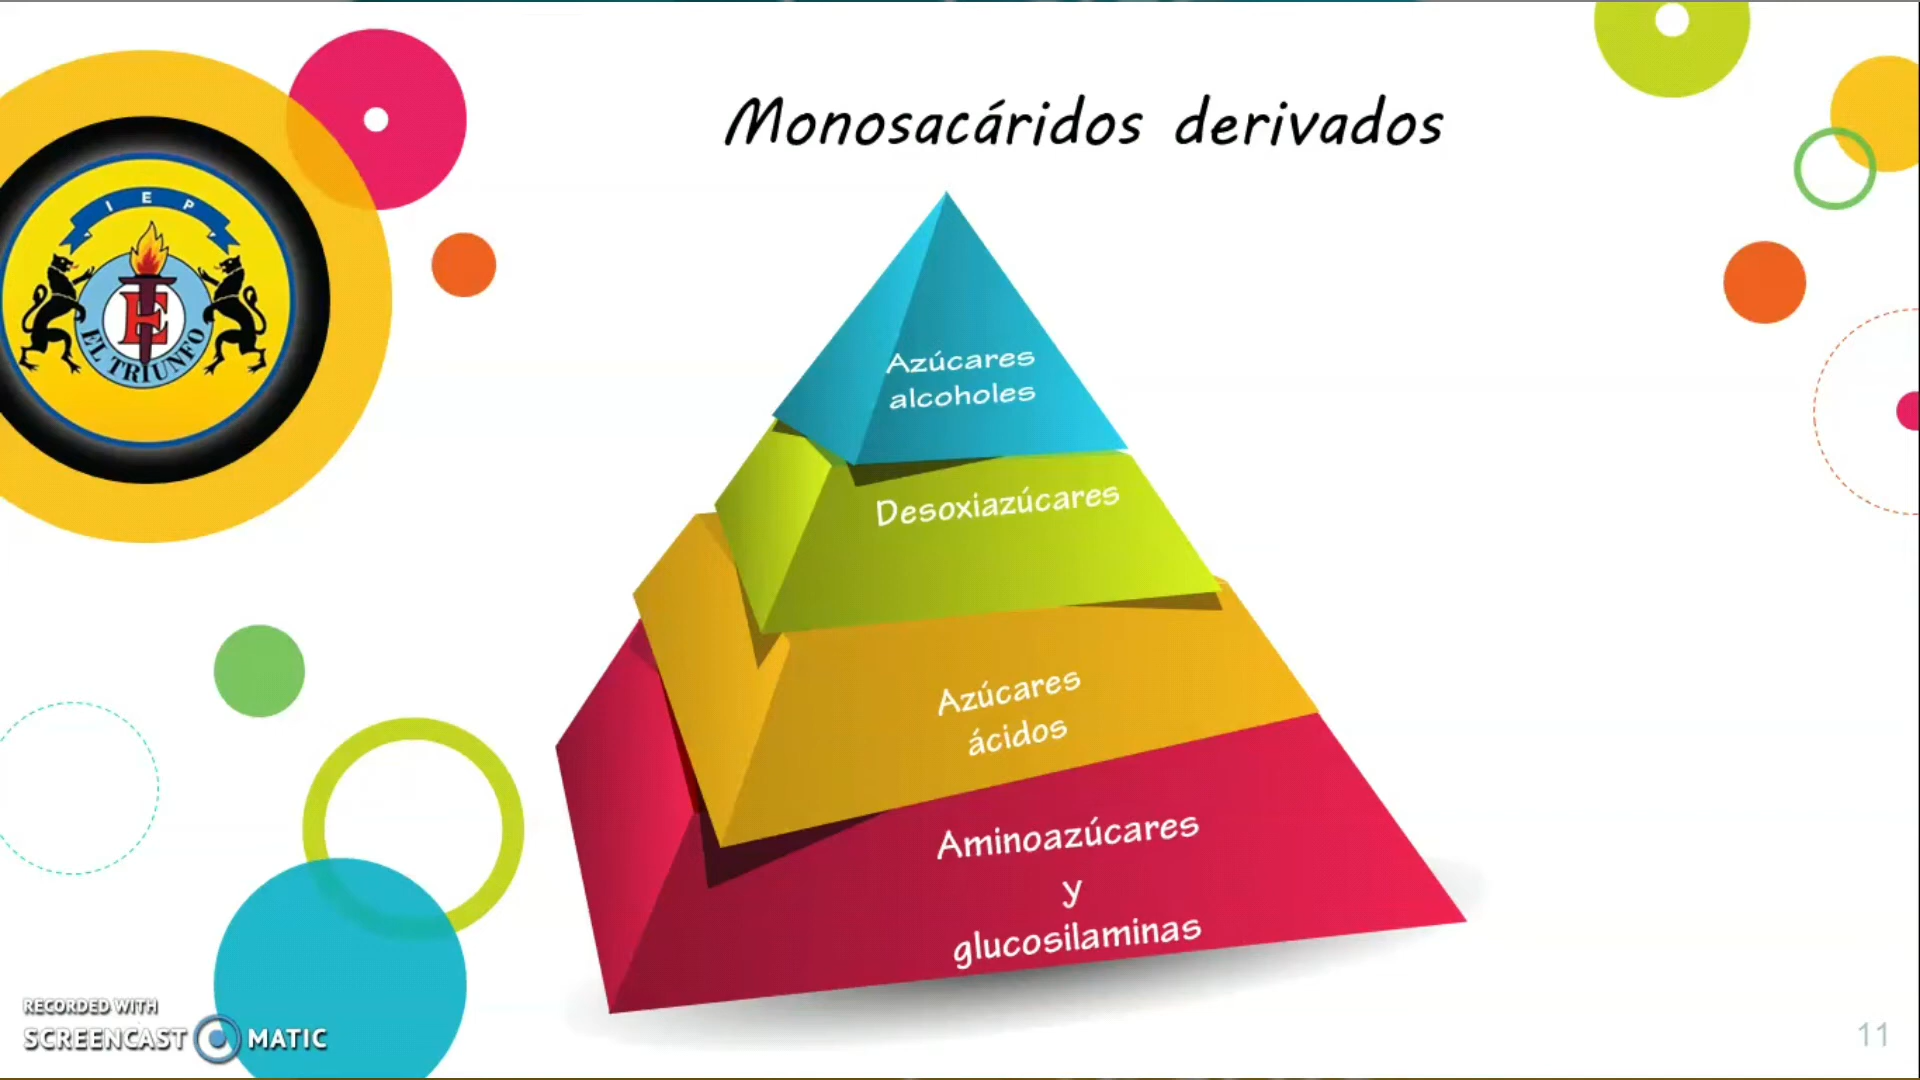 Monosacáridos derivados
I E P
E
EL TRIUNFO
Azúcares
alcoholes
Desoxiazúcares
Azúcares
ácidos
Aminoazúcares
y
glucosilaminas
RECORDED WITH
SCREENCAST MATIC
11